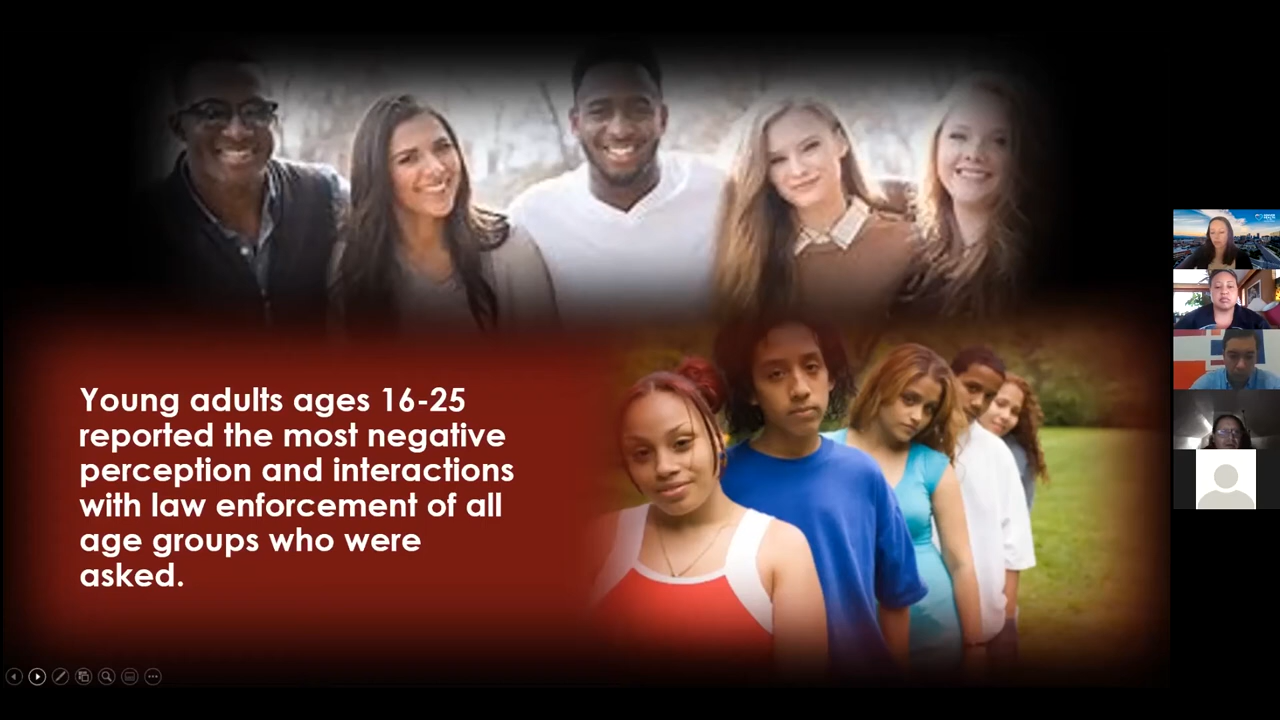 Young adults ages 16-25
reported the most negative
perception and interactions
with law enforcement of all
age groups who were
asked.